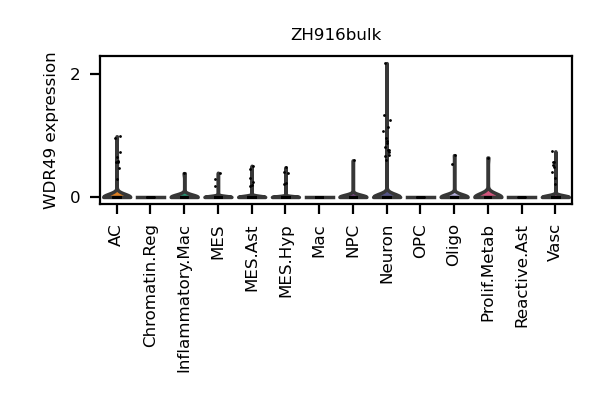 ZH916bulk
WDR49 expression
2
0
AC
Chromatin.Reg
Inflammatory.Mac
MES
MES.Ast
MES.Hyp
Mac
NPC
Neuron
OPC
Oligo
Prolif.Metab
Reactive.Ast
Vasc